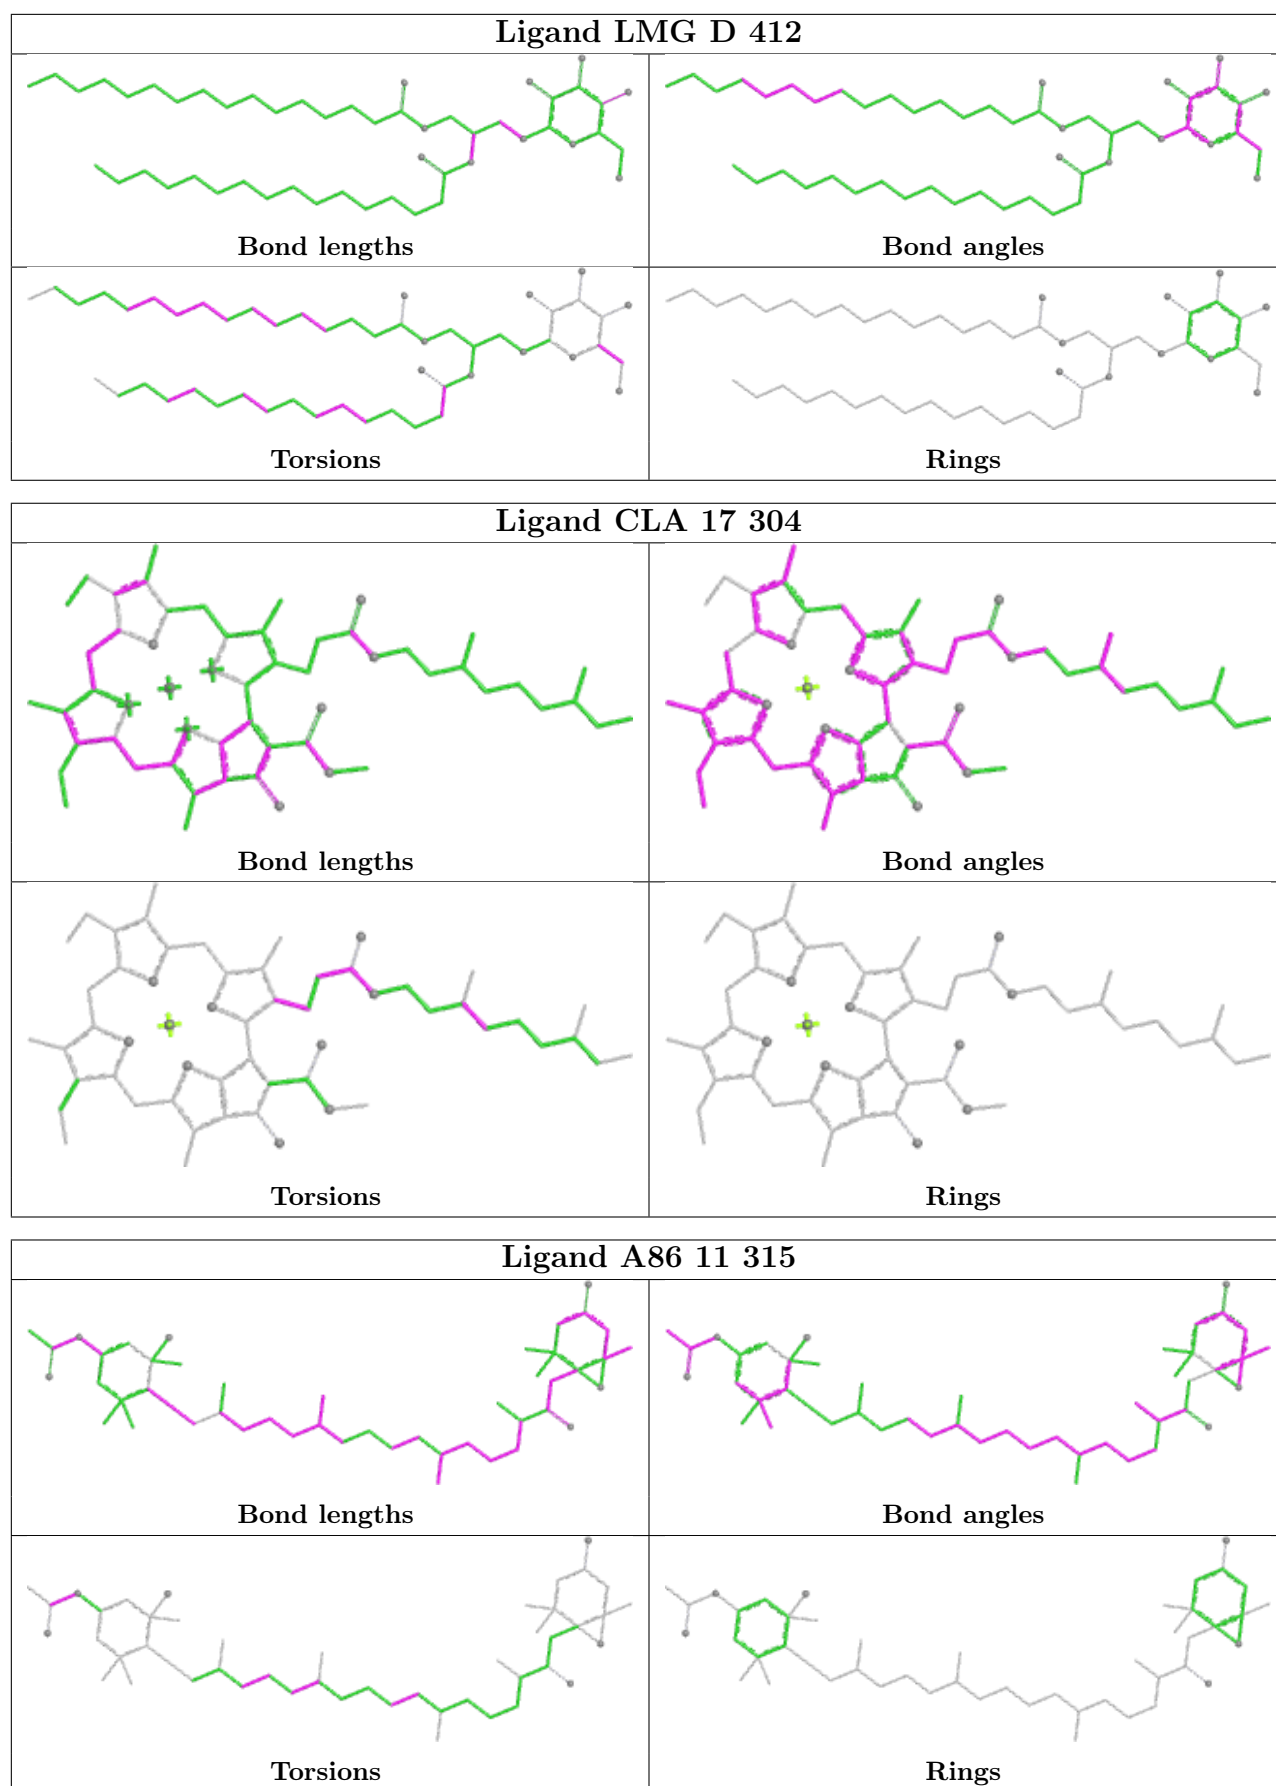 Ligand LMG D 412
Bond lengths
Bond angles
Torsions
Rings
Ligand CLA 17 304
Bond lengths
Bond angles
Torsions
Rings
Ligand A86 11 315
Bond lengths
Bond angles
Torsions
Rings